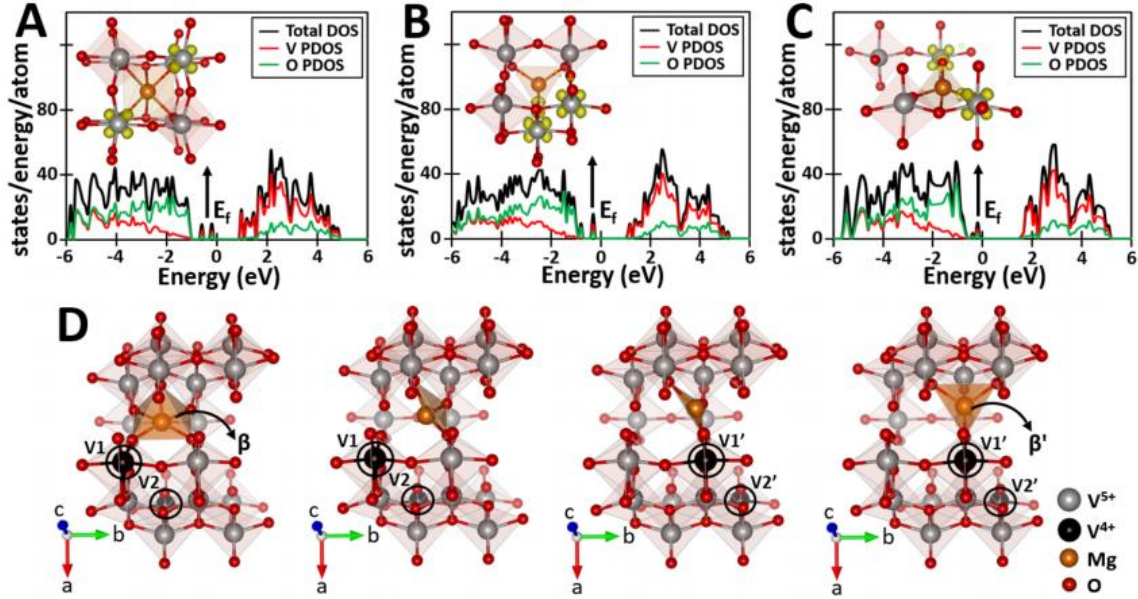 A
Total DOS
V PDOS
O PDOS
states/energy/atom
80
40
0
E_f
-6 -4 -2 0 2 4 6
Energy (eV)
B
Total DOS
V PDOS
O PDOS
states/energy/atom
80
40
0
E_f
-6 -4 -2 0 2 4 6
Energy (eV)
C
Total DOS
V PDOS
O PDOS
states/energy/atom
80
40
0
E_f
-6 -4 -2 0 2 4 6
Energy (eV)
D
V1
β
V2
c
b
a
V1
V2
c
b
a
V1’
V2’
c
b
a
β'
V1’
V2’
c
b
a
V⁵⁺
V⁴⁺
Mg
O